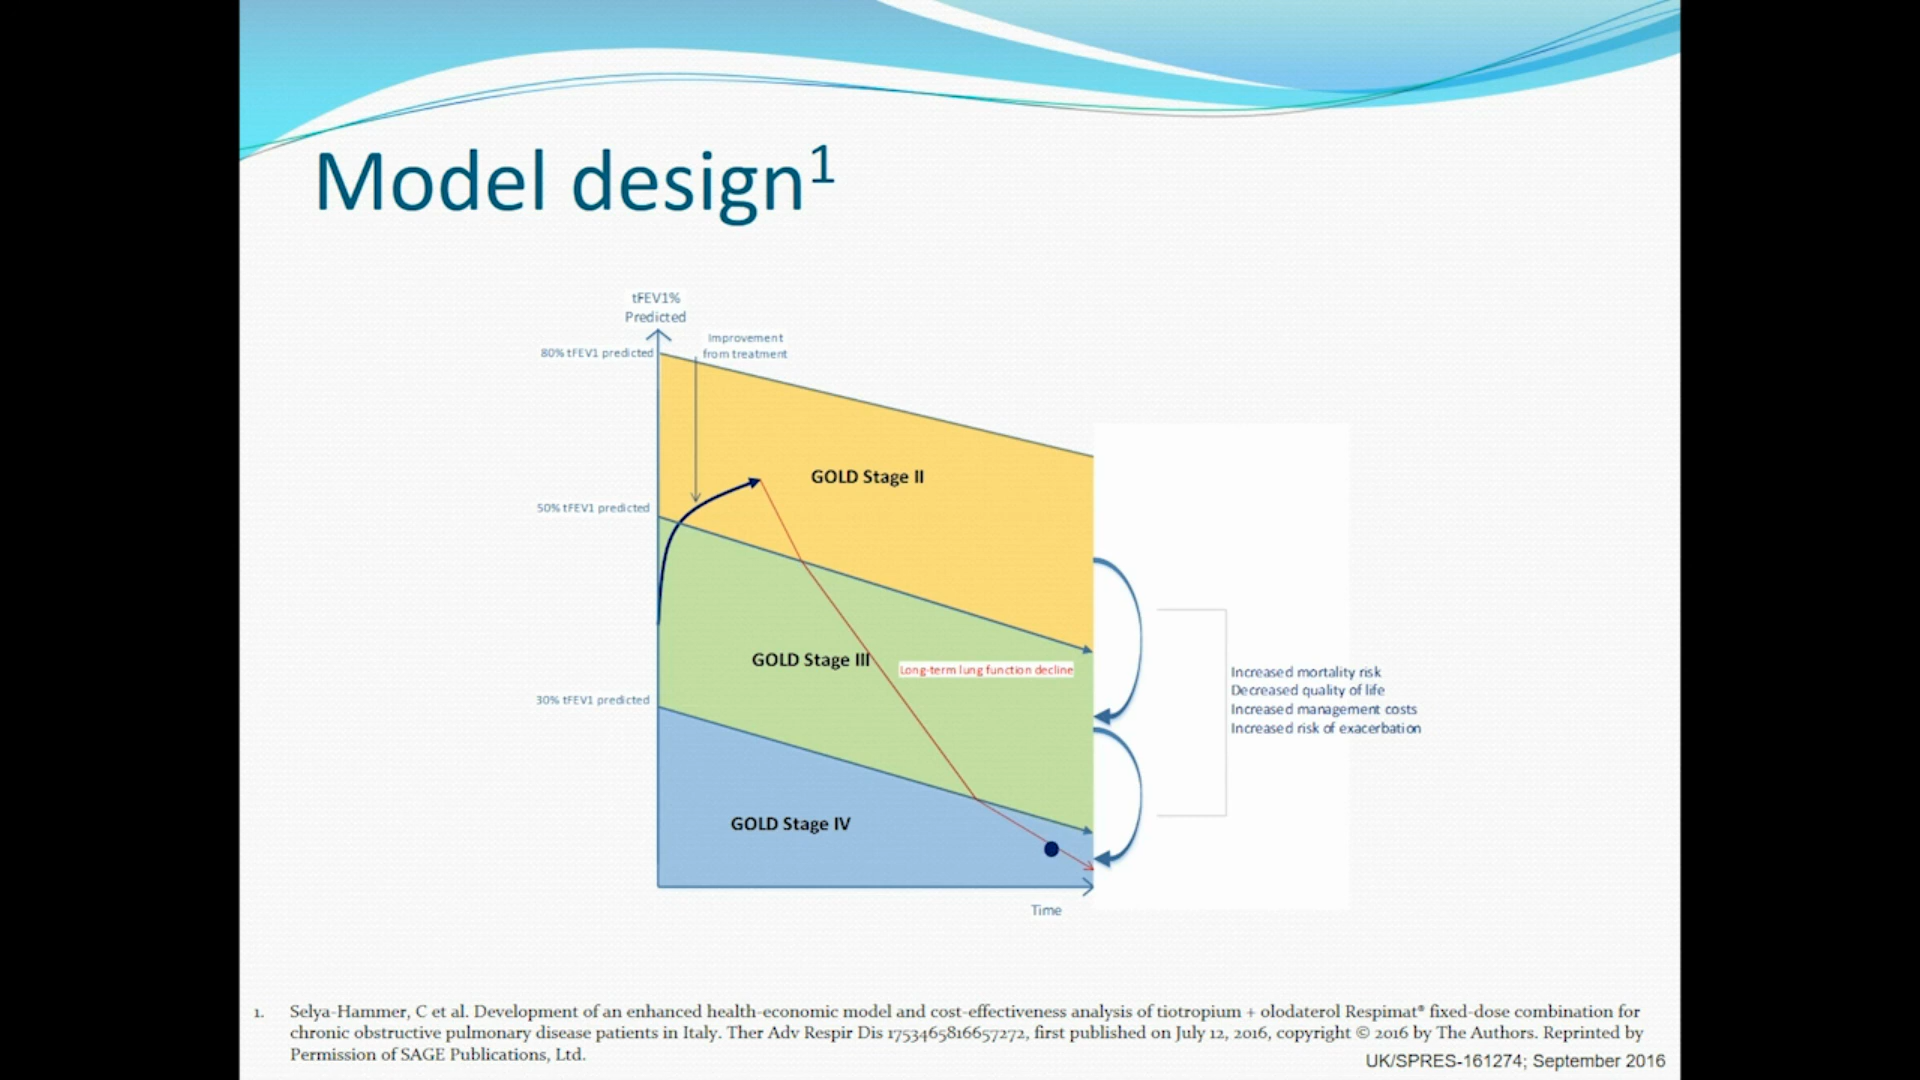 Model design¹
tFEV1%
Predicted
Improvement
from treatment
80% tFEV1 predicted
GOLD Stage II
50% tFEV1 predicted
GOLD Stage III
Long-term lung function decline
30% tFEV1 predicted
Increased mortality risk
Decreased quality of life
Increased management costs
Increased risk of exacerbation
GOLD Stage IV
Time
1. Selya-Hammer, C et al. Development of an enhanced health-economic model and cost-effectiveness analysis of tiotropium + olodaterol Respimat® fixed-dose combination for
chronic obstructive pulmonary disease patients in Italy. Ther Adv Respir Dis 1753465816657272, first published on July 12, 2016, copyright © 2016 by The Authors. Reprinted by
Permission of SAGE Publications, Ltd.
UK/SPRES-161274; September 2016